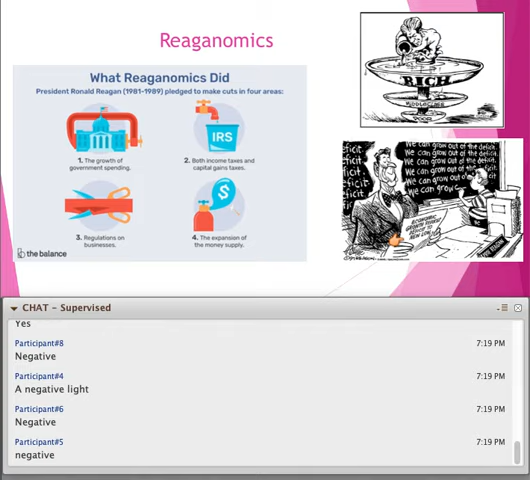 Reaganomics
What Reaganomics Did
President Ronald Reagan (1981-1989) pledged to make cuts in four areas:
IRS
$
1. The growth of
government spending.
2. Both income taxes and
capital gains taxes.
3. Regulations on
businesses.
4. The expansion of
the money supply.
the balance
RICH
MIDDLE CLASS
POOR
We can grow out of the deficit.
We can grow out of the deficit.
We can grow out of the deficit.
We can grow out of the deficit.
We can grow
ECONOMIC
GROWTH
CHAT - Supervised
Yes
Participant#8
7:19 PM
Negative
Participant#4
7:19 PM
A negative light
Participant#6
7:19 PM
Negative
Participant#5
7:19 PM
negative